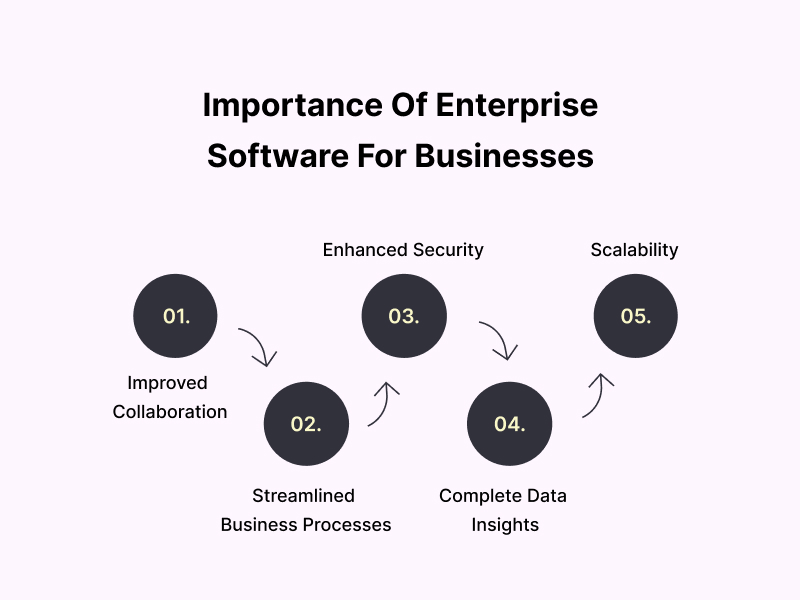 Importance Of Enterprise
Software For Businesses
01.
Improved
Collaboration
02.
Streamlined
Business Processes
Enhanced Security
03.
04.
Complete Data
Insights
Scalability
05.